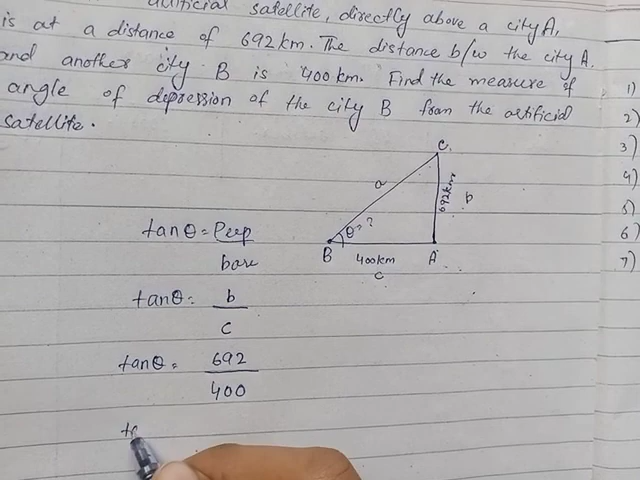 artificial satellite, directly above a city A,
is at a distance of 692 km. The distance b/w the city A.
and another city B is 400 km. Find the measure of
angle of depression of the city B from the artificial
satellite.
1)
2)
3)
4)
5)
6)
7)
C.
a
692km
b
θ=?
B
400km
A
c
tanθ = Perp
base
tanθ = b
c
tanθ = 692
400
ta